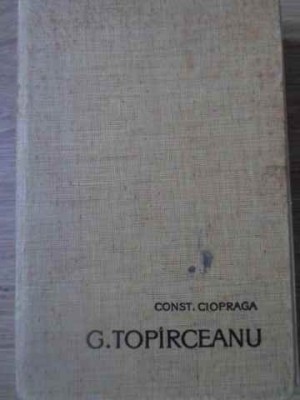 CONST. CIOPRAGA
G. TOPÎRCEANU